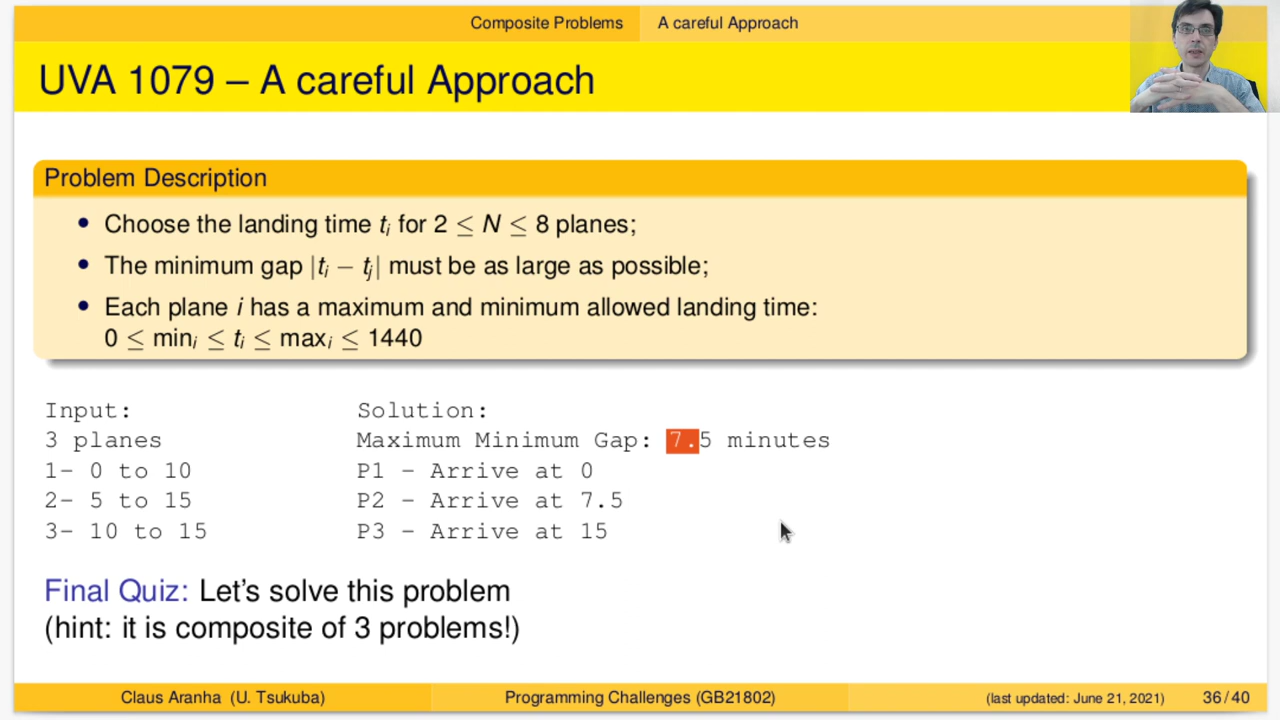 Composite Problems A careful Approach
UVA 1079 – A careful Approach
Problem Description
• Choose the landing time tᵢ for 2 ≤ N ≤ 8 planes;
• The minimum gap |tᵢ − tⱼ| must be as large as possible;
• Each plane i has a maximum and minimum allowed landing time:
0 ≤ minᵢ ≤ tᵢ ≤ maxᵢ ≤ 1440
Input:
3 planes
1- 0 to 10
2- 5 to 15
3- 10 to 15
Solution:
Maximum Minimum Gap: 7.5 minutes
P1 - Arrive at 0
P2 - Arrive at 7.5
P3 - Arrive at 15
Final Quiz: Let's solve this problem
(hint: it is composite of 3 problems!)
Claus Aranha (U. Tsukuba) Programming Challenges (GB21802) (last updated: June 21, 2021) 36 / 40